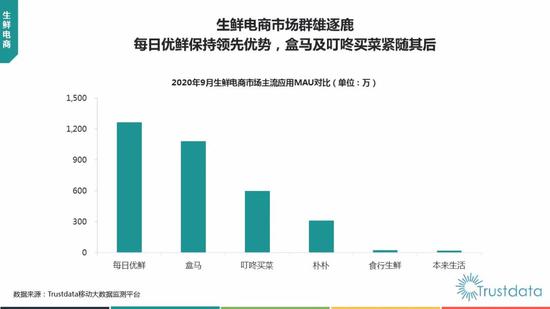 生鲜电商
生鲜电商市场群雄逐鹿
每日优鲜保持领先优势，盒马及叮咚买菜紧随其后
2020年9月生鲜电商市场主流应用MAU对比（单位：万）
1,500
1,200
900
600
300
0
每日优鲜 盒马 叮咚买菜 朴朴 食行生鲜 本来生活
数据来源：Trustdata移动大数据监测平台
Trustdata